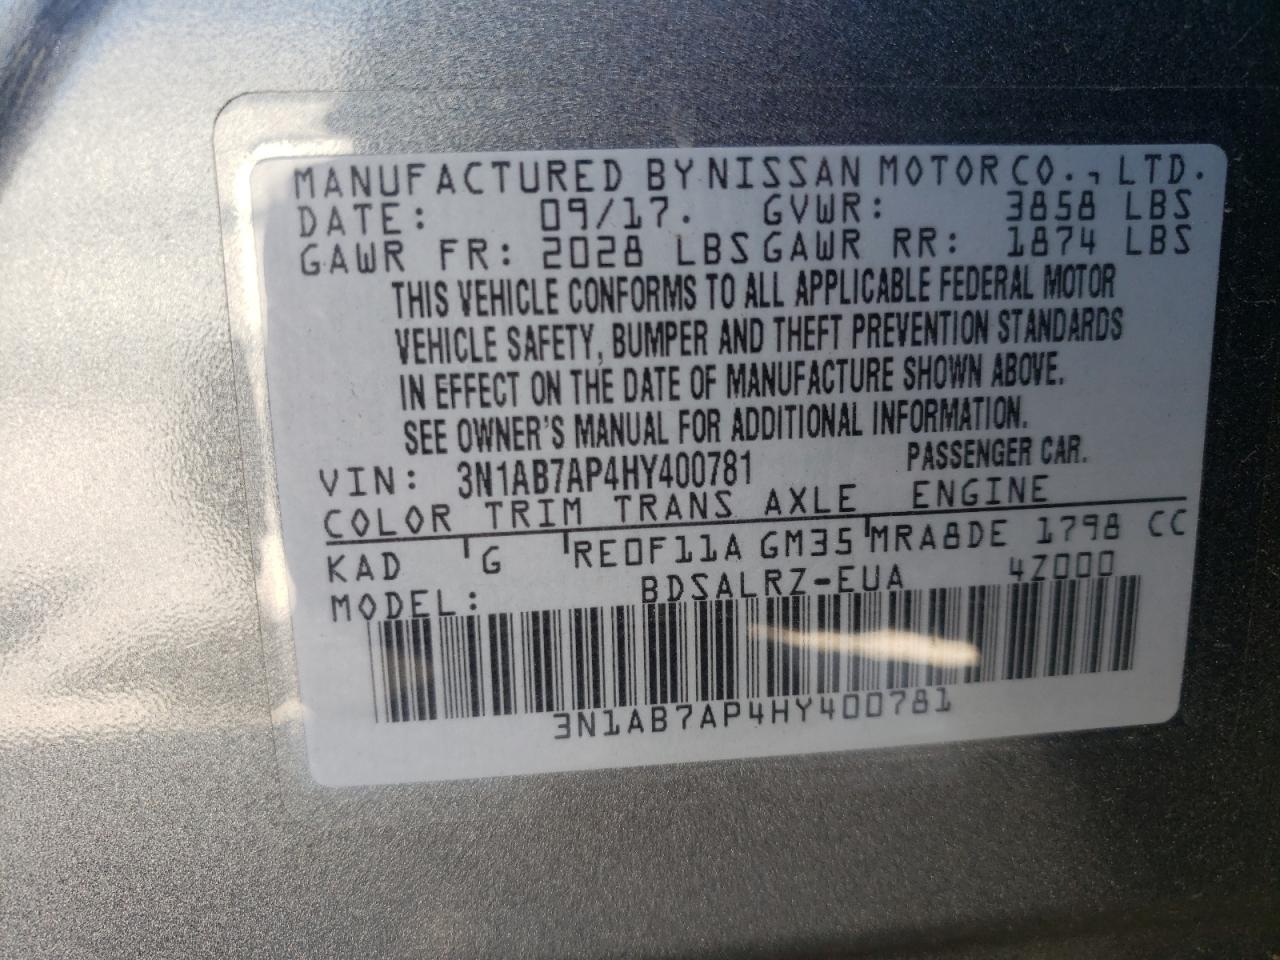 MANUFACTURED BY NISSAN MOTOR CO., LTD.
DATE: 09/17. GVWR: 3858 LBS
GAWR FR: 2028 LBS GAWR RR: 1874 LBS
THIS VEHICLE CONFORMS TO ALL APPLICABLE FEDERAL MOTOR
VEHICLE SAFETY, BUMPER AND THEFT PREVENTION STANDARDS
IN EFFECT ON THE DATE OF MANUFACTURE SHOWN ABOVE.
SEE OWNER'S MANUAL FOR ADDITIONAL INFORMATION.
VIN: 3N1AB7AP4HY400781 PASSENGER CAR.
COLOR TRIM TRANS AXLE ENGINE
KAD G RE0F11A GM35 MRA8DE 1798 CC
MODEL: BDSALRZ-EUA 4Z000
3N1AB7AP4HY400781